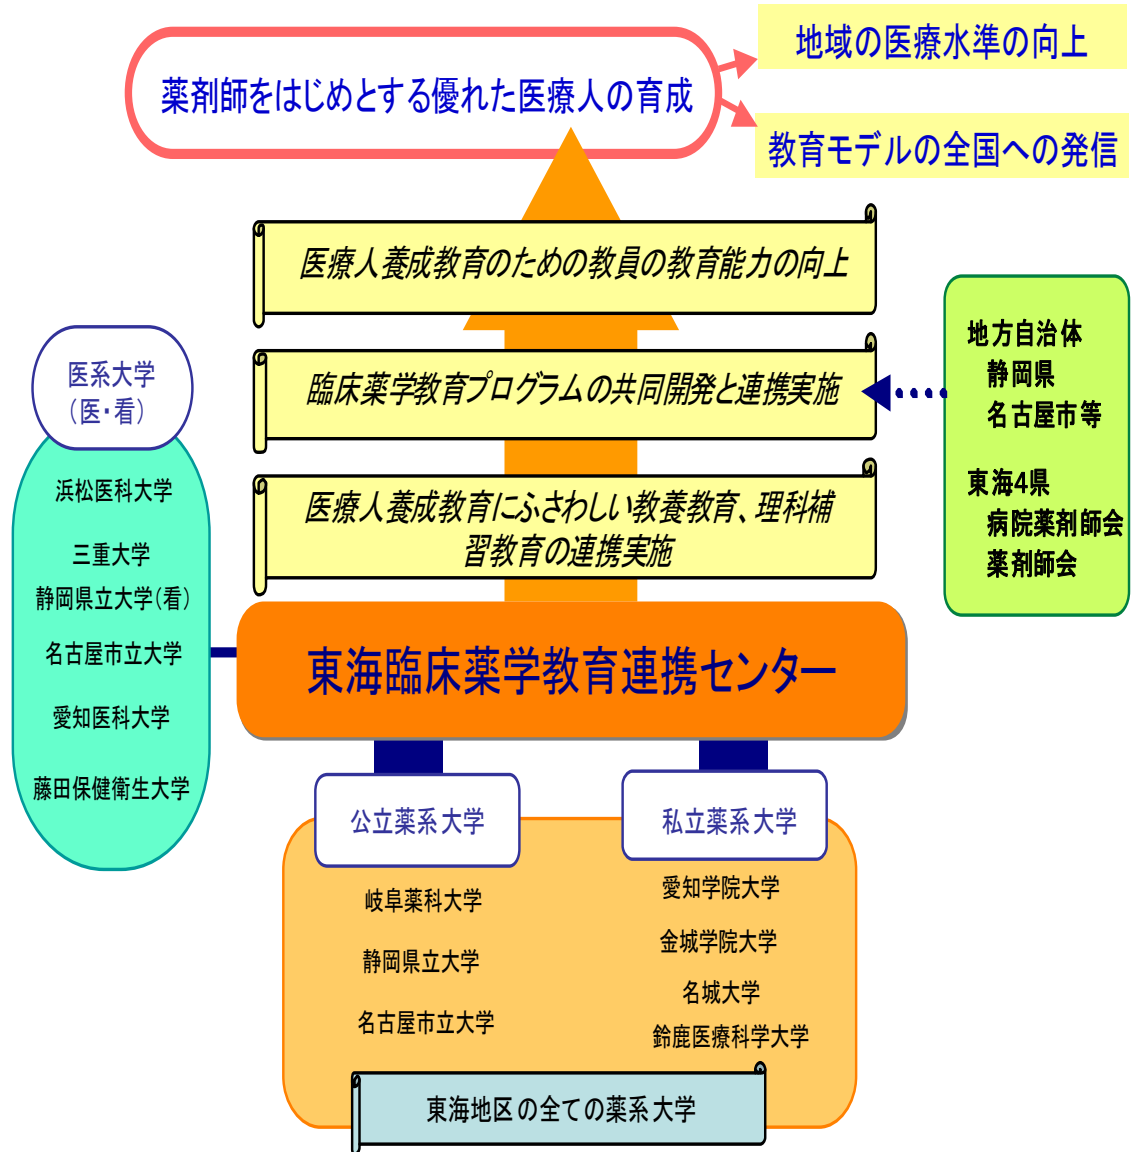 地域の医療水準の向上
薬剤師をはじめとする優れた医療人の育成
教育モデルの全国への発信
医療人養成教育のための教員の教育能力の向上
臨床薬学教育プログラムの共同開発と連携実施
医療人養成教育にふさわしい教養教育、理科補
習教育の連携実施
地方自治体
静岡県
名古屋市等
東海4県
病院薬剤師会
薬剤師会
医系大学
（医・看）
浜松医科大学
三重大学
静岡県立大学（看）
名古屋市立大学
愛知医科大学
藤田保健衛生大学
東海臨床薬学教育連携センター
公立薬系大学
岐阜薬科大学
静岡県立大学
名古屋市立大学
私立薬系大学
愛知学院大学
金城学院大学
名城大学
鈴鹿医療科学大学
東海地区の全ての薬系大学